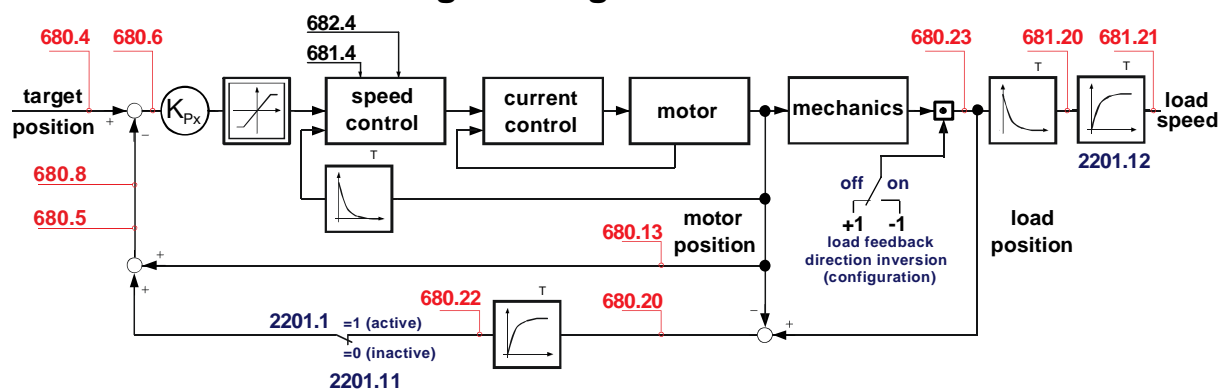 682.4
680.4
680.6
681.4
680.23
681.20
681.21
T
T
target
position
+
−
K Px
speed
control
current
control
motor
mechanics
load
speed
2201.12
T
680.8
680.5
off
on
+1
-1
load feedback
direction inversion
(configuration)
motor
position
load
position
680.13
+
+
680.22
T
680.20
−
+
2201.1
=1 (active)
=0 (inactive)
2201.11